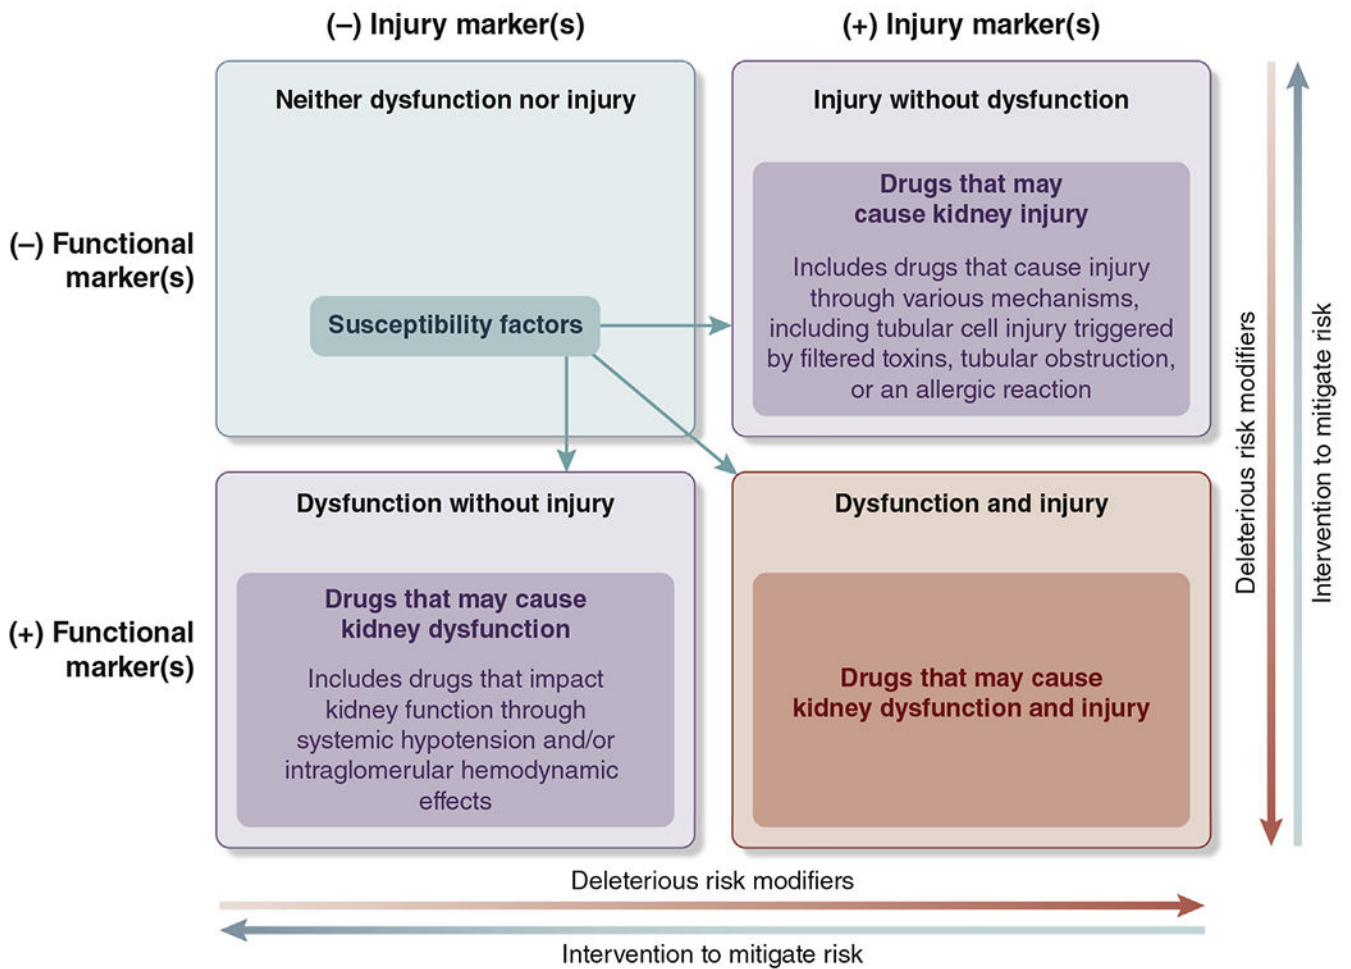 (–) Injury marker(s)
(+) Injury marker(s)
(–) Functional
marker(s)
Neither dysfunction nor injury
Susceptibility factors
Injury without dysfunction
Drugs that may
cause kidney injury
Includes drugs that cause injury
through various mechanisms,
including tubular cell injury triggered
by filtered toxins, tubular obstruction,
or an allergic reaction
(+) Functional
marker(s)
Dysfunction without injury
Drugs that may cause
kidney dysfunction
Includes drugs that impact
kidney function through
systemic hypotension and/or
intraglomerular hemodynamic
effects
Dysfunction and injury
Drugs that may cause
kidney dysfunction and injury
Deleterious risk modifiers
Intervention to mitigate risk
Deleterious risk modifiers
Intervention to mitigate risk